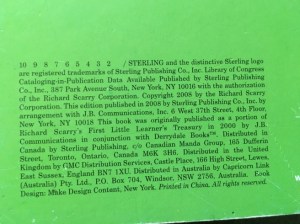 10 9 8 7 6 5 4 3 2 / STERLING and the distinctive Sterling logo
are registered trademarks of Sterling Publishing Co., Inc. Library of Congress
Cataloging-in-Publication Data Available Published by Sterling Publishing
Co., Inc., 387 Park Avenue South, New York, NY 10016 with the authorization
of the Richard Scarry Corporation. Copyright 2008 by the Richard Scarry
Corporation. This edition published in 2008 by Sterling Publishing Co., Inc, by
arrangement with J.B. Communications, Inc. 6 West 37th Street, 4th Floor,
New York, NY 10018 This book was originally published as a portion of
Richard Scarry's First Little Learner's Treasury in 2000 by J.B.
Communications in conjunction with Derrydale Books™. Distributed in
Canada by Sterling Publishing, c/o Canadian Manda Group, 165 Dufferin
Street, Toronto, Ontario, Canada M6K 3H6. Distributed in the United
Kingdom by GMC Distribution Services, Castle Place, 166 High Street, Lewes,
East Sussex, England BN7 1XU. Distributed in Australia by Capricorn Link
(Australia) Pty. Ltd., P.O. Box 704, Windsor, NSW 2756, Australia. Book
Design: Design Content, New York. Printed in China. All rights reserved.